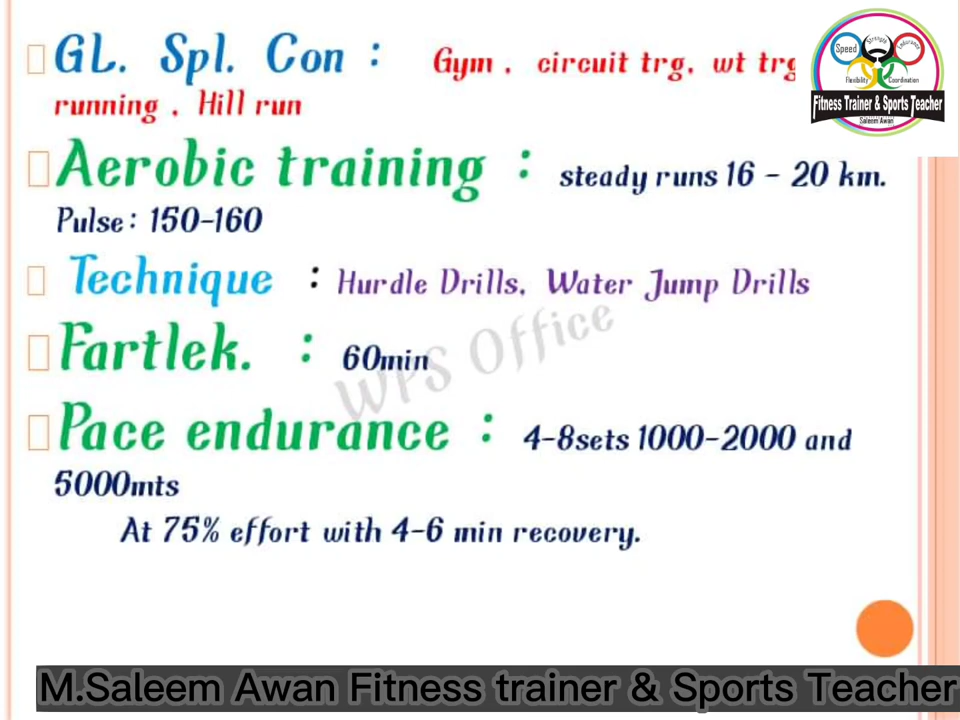 GL. Spl. Con : Gym , circuit trg, wt trg
running , Hill run
Aerobic training : steady runs 16 - 20 km.
Pulse: 150-160
Technique : Hurdle Drills, Water Jump Drills
Fartlek. : 60min
Pace endurance : 4-8sets 1000-2000 and
5000mts
At 75% effort with 4-6 min recovery.
WPS Office
Speed
Strength
Endurance
Flexibility
Coordination
Fitness Trainer & Sports Teacher
Saleem Awan
M.Saleem Awan Fitness trainer & Sports Teacher